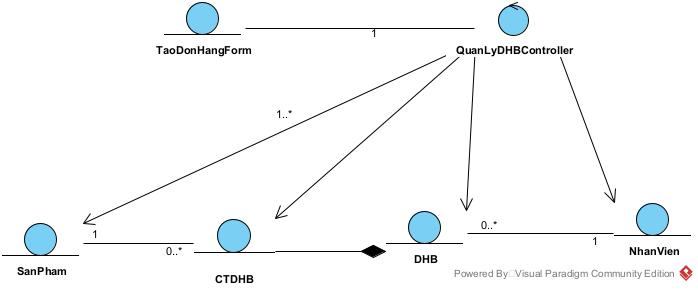 1
TaoDonHangForm
QuanLyDHBController
1..*
1
0..*
0..*
1
SanPham
CTDHB
DHB
NhanVien
Powered By Visual Paradigm Community Edition